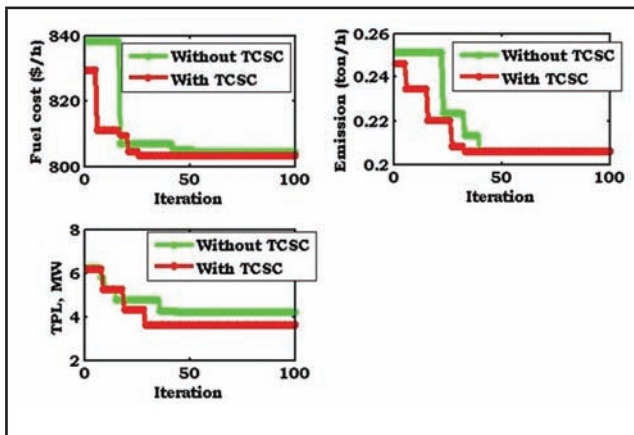 Fuel cost ($/h)
840
820
800
Without TCSC
With TCSC
0
50
100
Iteration
Emission (ton/h)
0.26
0.24
0.22
0.2
Without TCSC
With TCSC
0
50
100
Iteration
TPL, MW
8
6
4
2
Without TCSC
With TCSC
0
50
100
Iteration